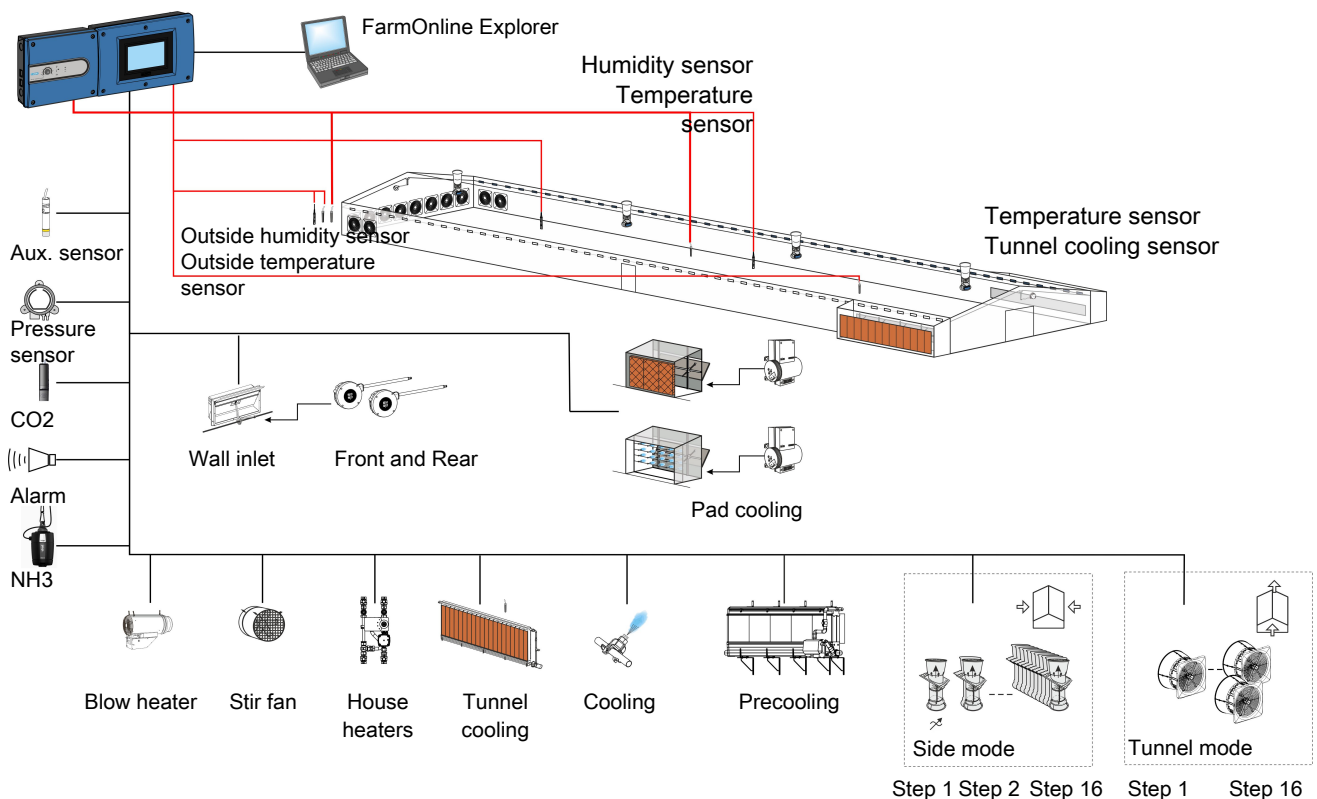 FarmOnline Explorer
Humidity sensor
Temperature
sensor
Temperature sensor
Tunnel cooling sensor
Outside humidity sensor
Outside temperature
sensor
Aux. sensor
Pressure
sensor
CO2
Alarm
NH3
Wall inlet
Front and Rear
Pad cooling
Blow heater
Stir fan
House
heaters
Tunnel
cooling
Cooling
Precooling
Side mode
Step 1
Step 2
Step 16
Tunnel mode
Step 1
Step 16